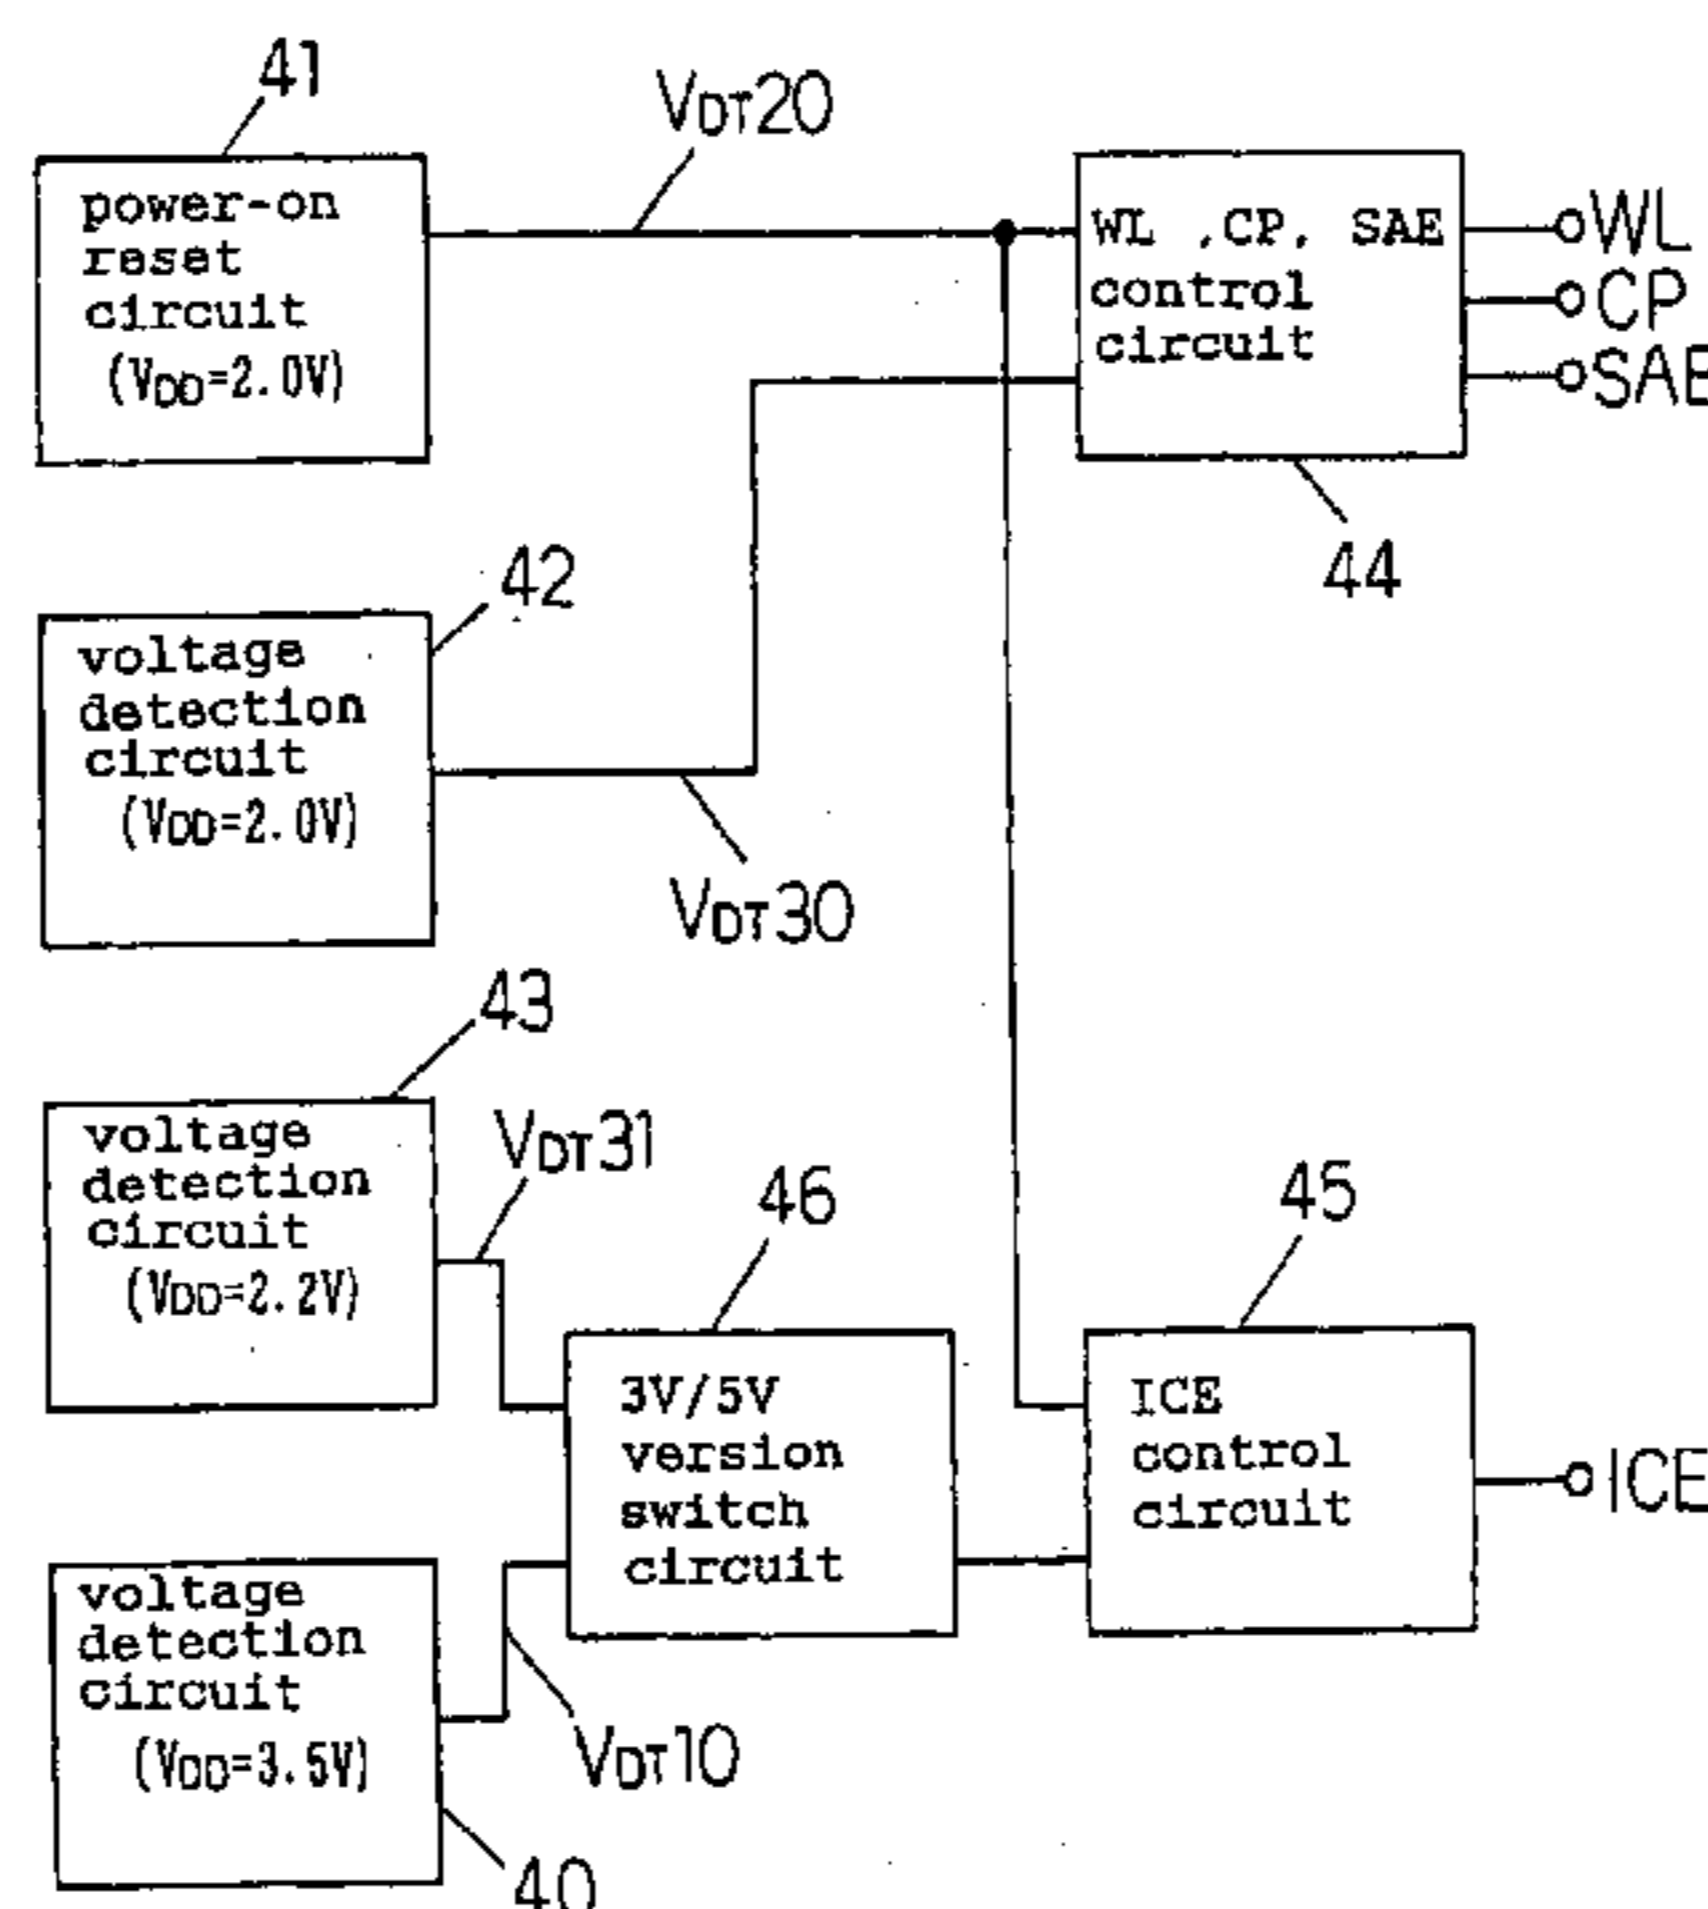 41
VDT20
power-on
reset
circuit
(VDD=2.0V)
WL ,CP, SAE
control
circuit
WL
CP
SAE
44
42
voltage
detection
circuit
(VDD=2.0V)
VDT30
43
voltage
detection
circuit
(VDD=2.2V)
VDT31
46
45
3V/5V
version
switch
circuit
ICE
control
circuit
ICE
voltage
detection
circuit
(VDD=3.5V)
VDT10
40